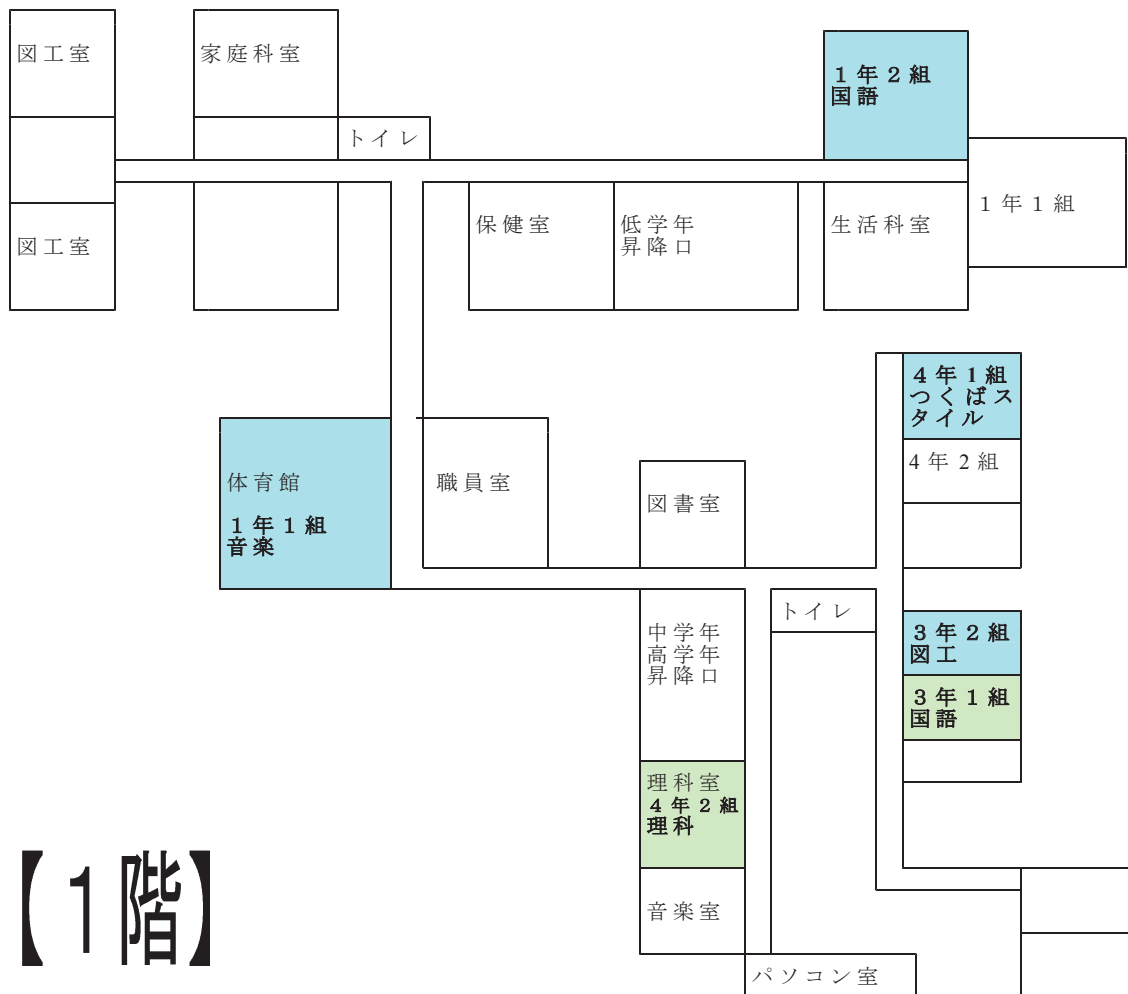 図工室
家庭科室
１年２組
国語
トイレ
１年１組
図工室
保健室
低学年
昇降口
生活科室
４年１組
つくばス
タイル
４年２組
体育館
１年１組
音楽
職員室
図書室
トイレ
中学年
高学年
昇降口
３年２組
図工
３年１組
国語
理科室
４年２組
理科
音楽室
パソコン室
【１階】